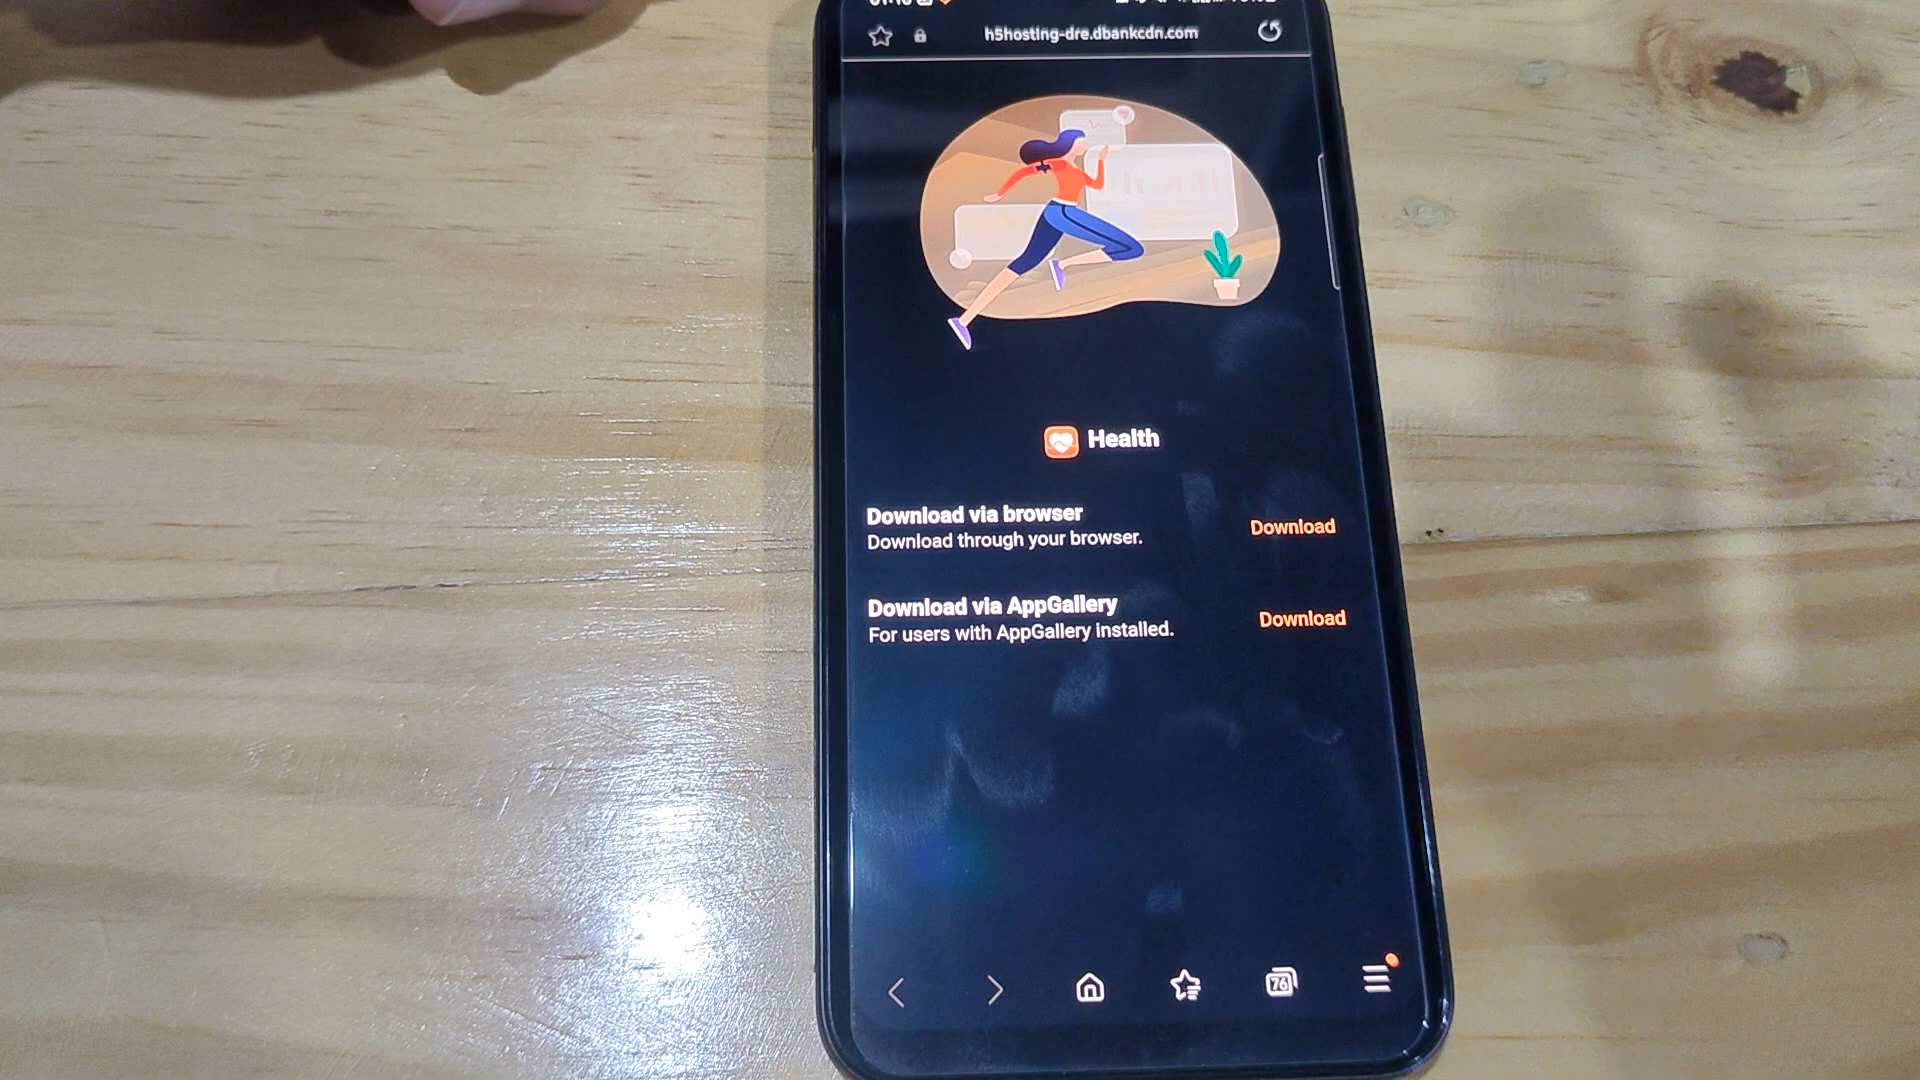 h5hosting-dre.dbankcdn.com
Health
Download via browser
Download through your browser.
Download
Download via AppGallery
For users with AppGallery installed.
Download
76